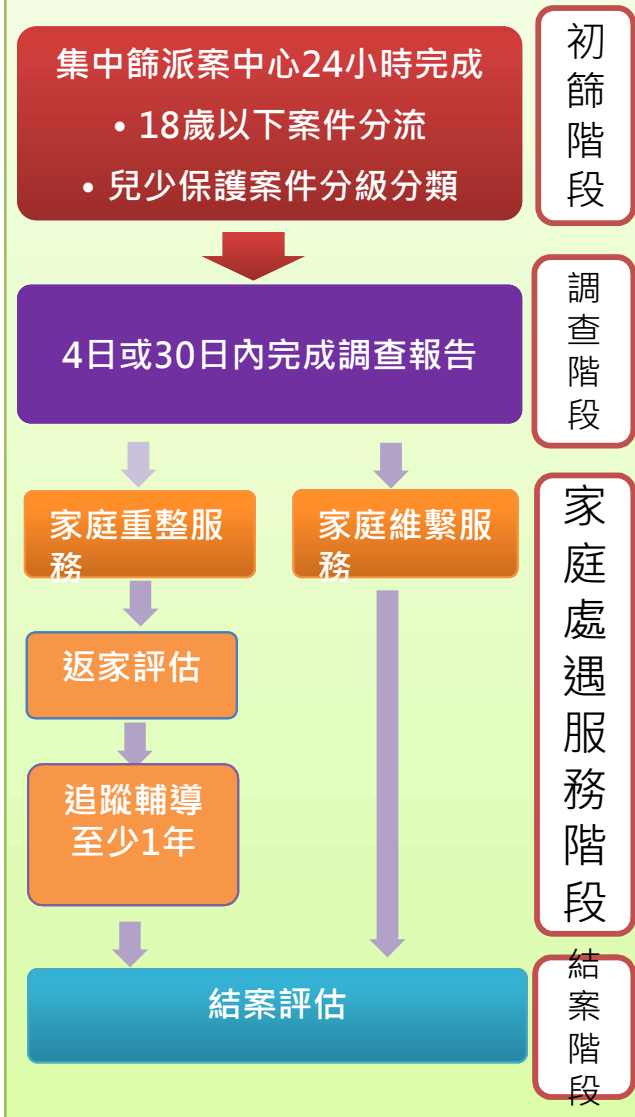 集中篩派案中心24小時完成
• 18歲以下案件分流
• 兒少保護案件分級分類
初篩階段
4日或30日內完成調查報告
調查階段
家庭重整服
務
家庭維繫服
務
返家評估
追蹤輔導
至少1年
家庭處遇服務階段
結案評估
結案階段